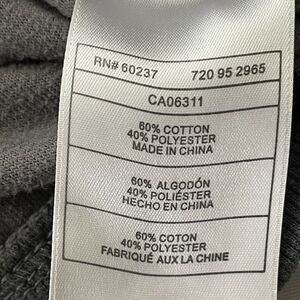 RN# 60237 720 95 2965
CA06311
60% COTTON
40% POLYESTER
MADE IN CHINA
60% ALGODÓN
40% POLIÉSTER
HECHO EN CHINA
60% COTON
40% POLYESTER
FABRIQUÉ AUX LA CHINE